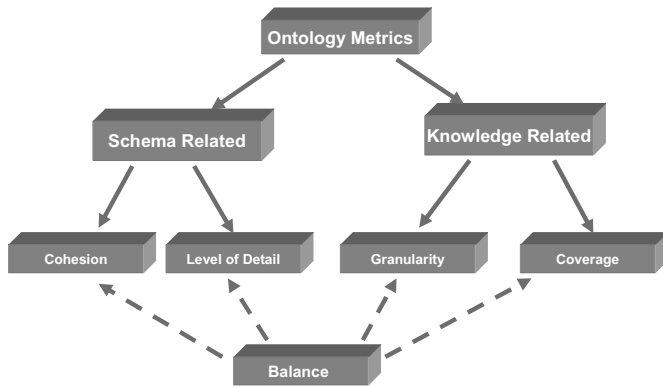 Ontology Metrics
Schema Related
Knowledge Related
Cohesion
Level of Detail
Granularity
Coverage
Balance